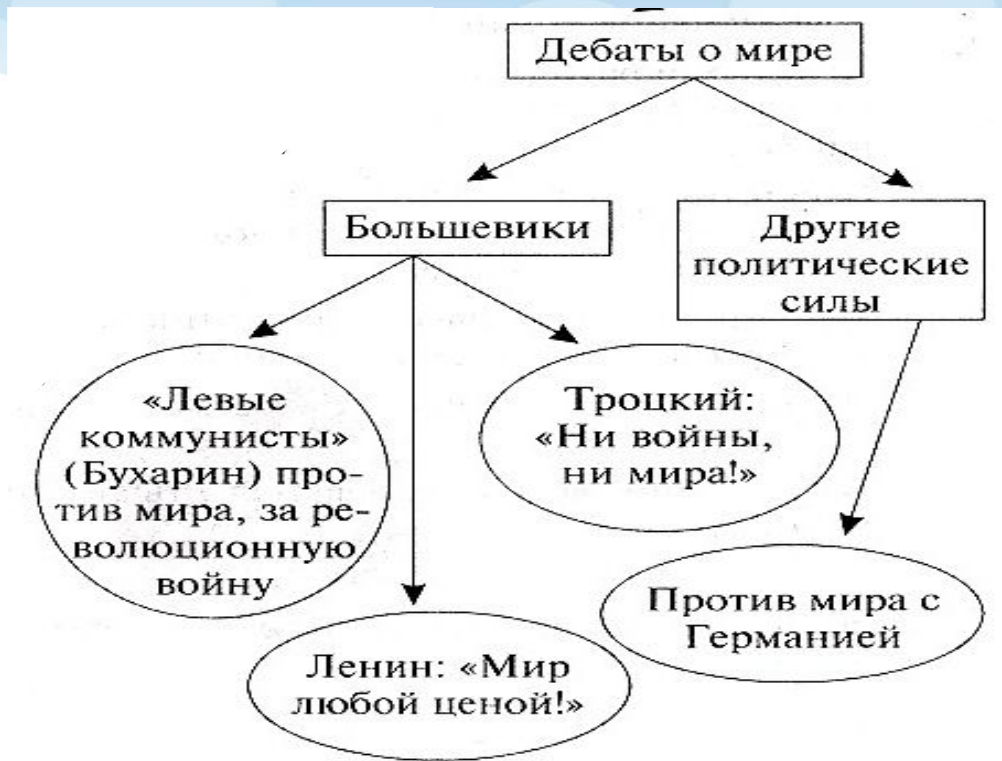 Дебаты о мире
Большевики
Другие
политические
силы
«Левые
коммунисты»
(Бухарин) про-
тив мира, за ре-
волюционную
войну
Троцкий:
«Ни войны,
ни мира!»
Ленин: «Мир
любой ценой!»
Против мира с
Германией